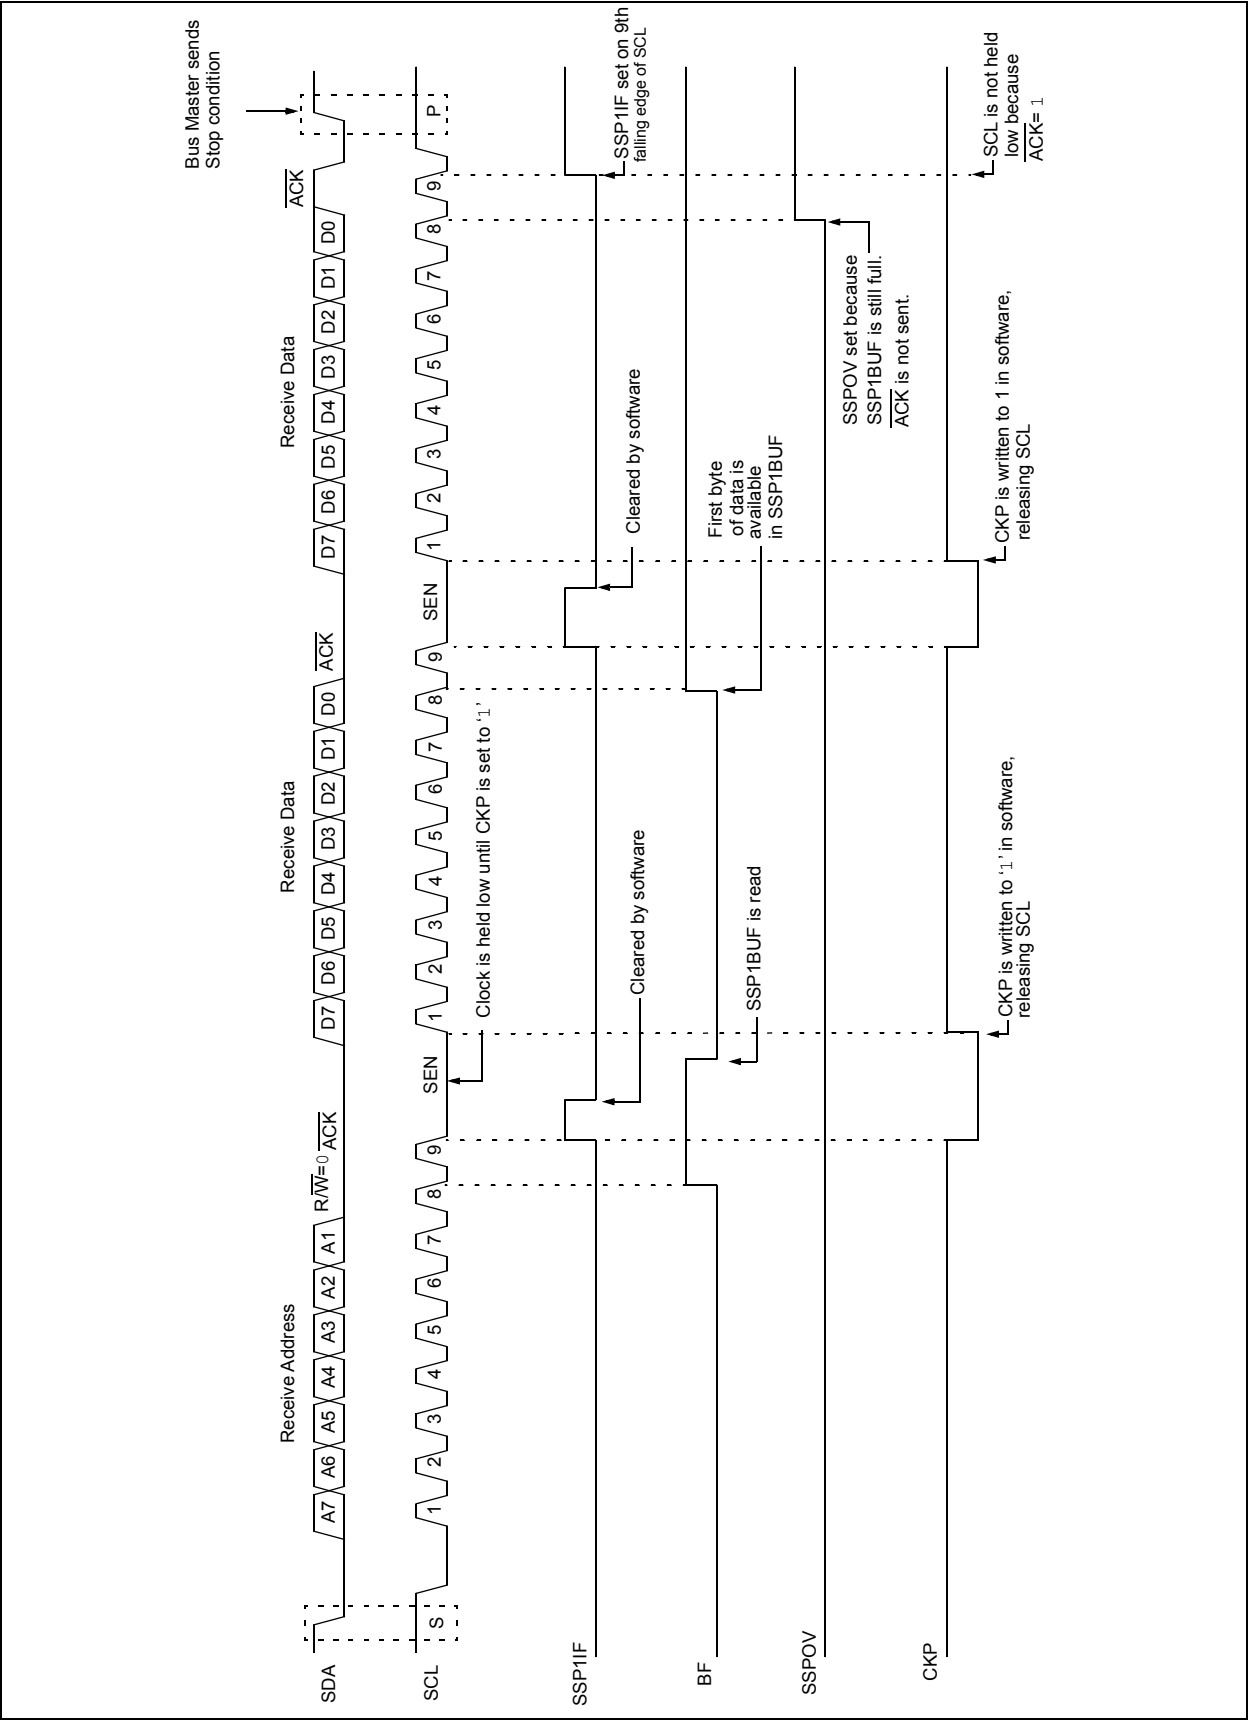 Bus Master sends
Stop condition
Receive Address
Receive Data
Receive Data
SDA
A7 A6 A5 A4 A3 A2 A1 R/W=0 ACK D7 D6 D5 D4 D3 D2 D1 D0 ACK D7 D6 D5 D4 D3 D2 D1 D0 ACK
SCL
S 1 2 3 4 5 6 7 8 9 SEN 1 2 3 4 5 6 7 8 9 SEN 1 2 3 4 5 6 7 8 9 P
Clock is held low until CKP is set to ‘1’
SSP1IF
Cleared by software
Cleared by software
SSP1IF set on 9th
falling edge of SCL
BF
SSP1BUF is read
First byte
of data is
available
in SSP1BUF
SSPOV
SSPOV set because
SSP1BUF is still full.
ACK is not sent.
CKP
CKP is written to ‘1’ in software,
releasing SCL
CKP is written to 1 in software,
releasing SCL
SCL is not held
low because
ACK= 1